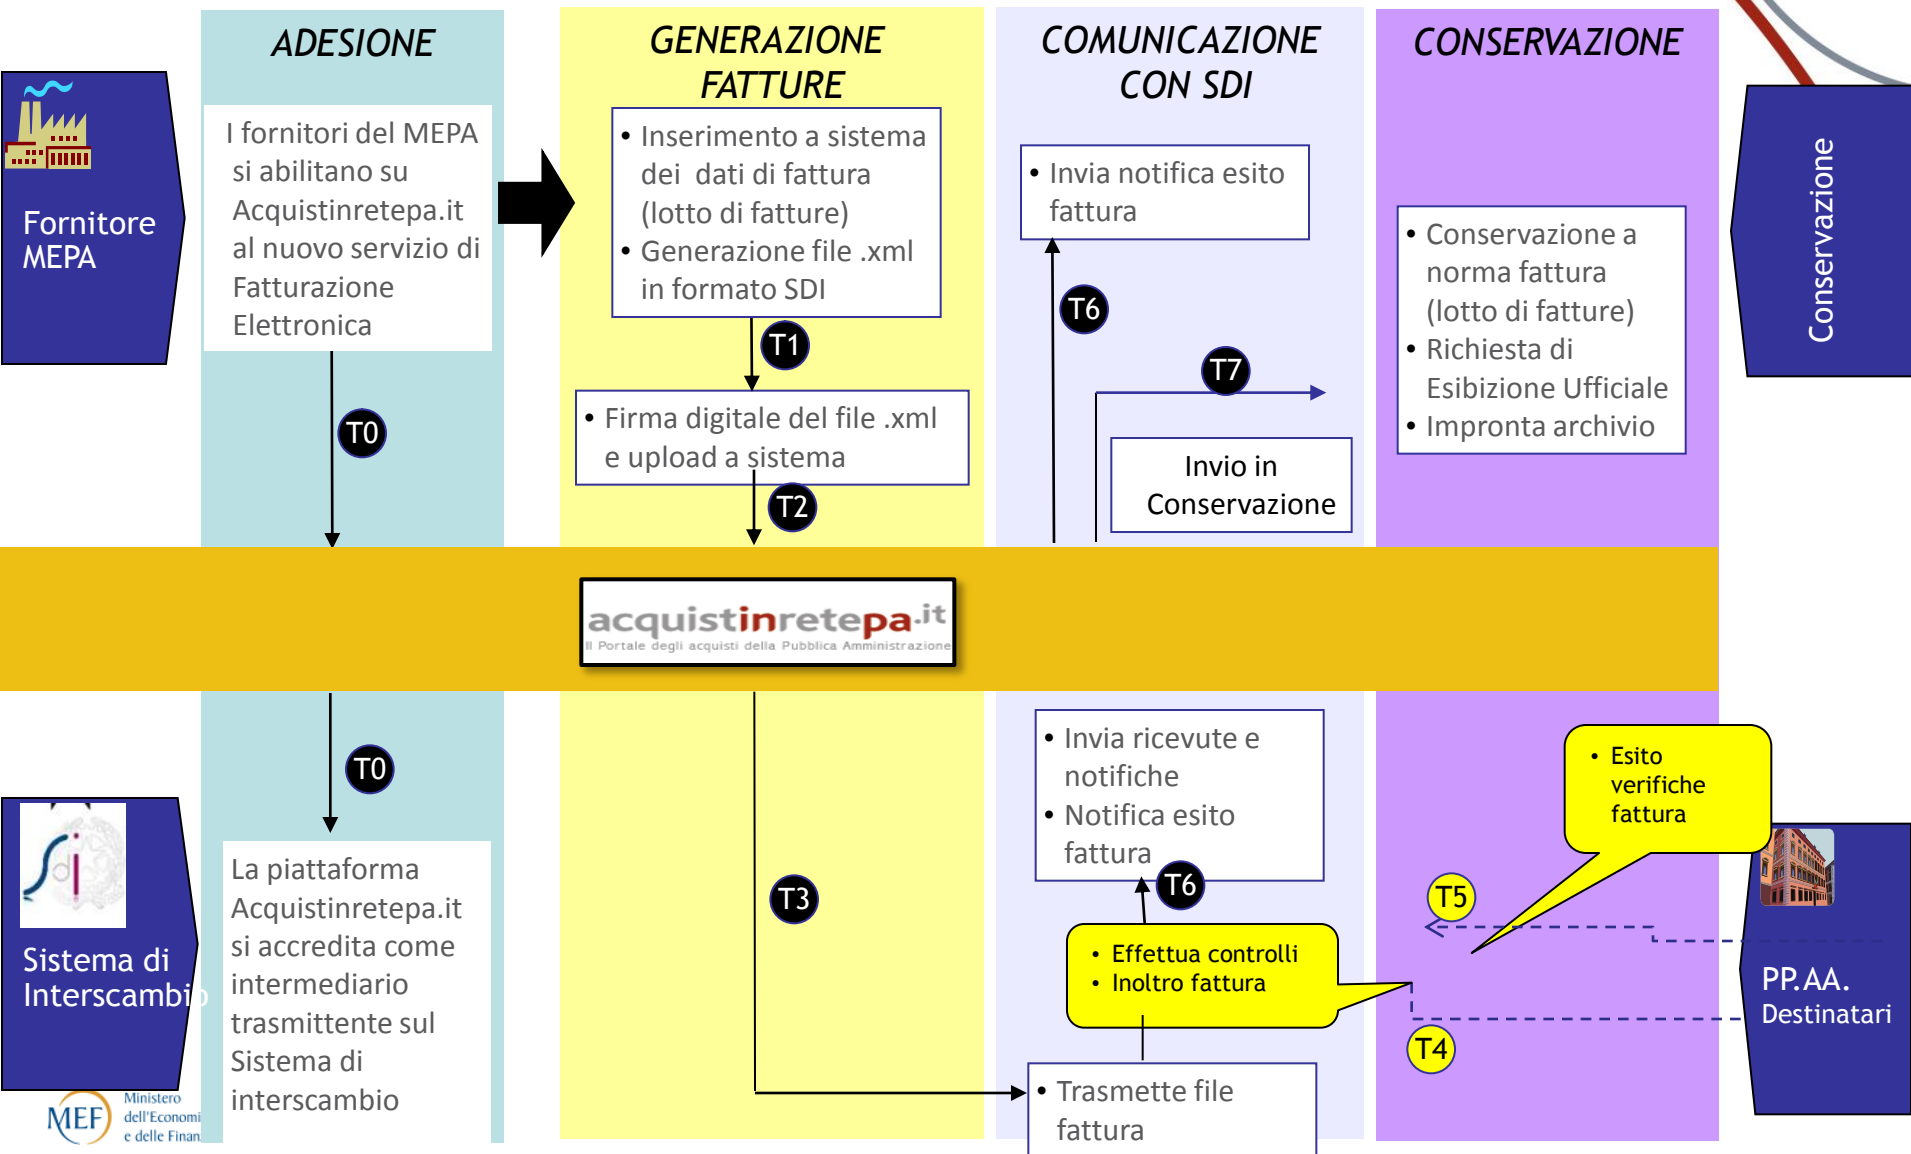 ADESIONE
GENERAZIONE
FATTURE
COMUNICAZIONE
CON SDI
CONSERVAZIONE
Fornitore
MEPA
I fornitori del MEPA
si abilitano su
Acquistinretepa.it
al nuovo servizio di
Fatturazione
Elettronica
T0
• Inserimento a sistema
dei dati di fattura
(lotto di fatture)
• Generazione file .xml
in formato SDI
T1
• Firma digitale del file .xml
e upload a sistema
T2
• Invia notifica esito
fattura
T6
T7
Invio in
Conservazione
• Conservazione a
norma fattura
(lotto di fatture)
• Richiesta di
Esibizione Ufficiale
• Impronta archivio
Conservazione
acquistinretepa.it
Il Portale degli acquisti della Pubblica Amministrazione
T0
Sistema di
Interscambio
La piattaforma
Acquistinretepa.it
si accredita come
intermediario
trasmittente sul
Sistema di
interscambio
T3
• Invia ricevute e
notifiche
• Notifica esito
fattura
T6
• Effettua controlli
• Inoltro fattura
• Trasmette file
fattura
• Esito
verifiche
fattura
T5
T4
PP.AA.
Destinatari
sdi
MEF
Ministero
dell'Economi
e delle Finan